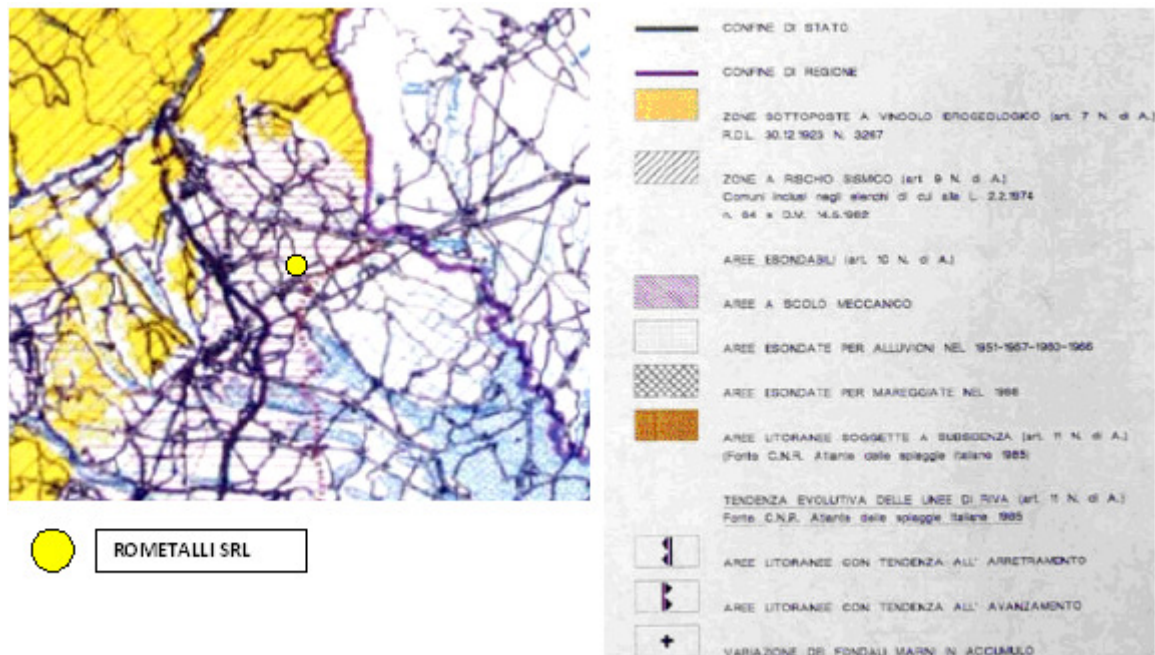 ROMETALLI SRL
CONFINE DI STATO
CONFINE DI REGIONE
ZONE SOTTOPOSTE A VINCOLO IDROGEOLOGICO (art. 7 N. di A.)
R.D.L. 30.12.1923 N. 3267
ZONE A RISCHIO SISMICO (art. 9 N. di A.)
Comuni inclusi negli elenchi di cui alla L. 2.2.1974
n. 64 e D.M. 14.5.1982
AREE ESONDABILI (art. 10 N. di A.)
AREE A SCOLO MECCANICO
AREE ESONDATE PER ALLUVIONI NEL 1951-1957-1960-1966
AREE ESONDATE PER MAREGGIATE NEL 1966
AREE LITORANEE SOGGETTE A SUBSIDENZA (art. 11 N. di A.)
(Fonte C.N.R. Atlante delle spiagge italiane 1985)
TENDENZA EVOLUTIVA DELLE LINEE DI RIVA (art. 11 N. di A.)
Fonte C.N.R. Atlante delle spiagge italiane 1985
AREE LITORANEE CON TENDENZA ALL' ARRETRAMENTO
AREE LITORANEE CON TENDENZA ALL' AVANZAMENTO
VARIAZIONE DEI FONDALI MARINI IN ACCUMULO